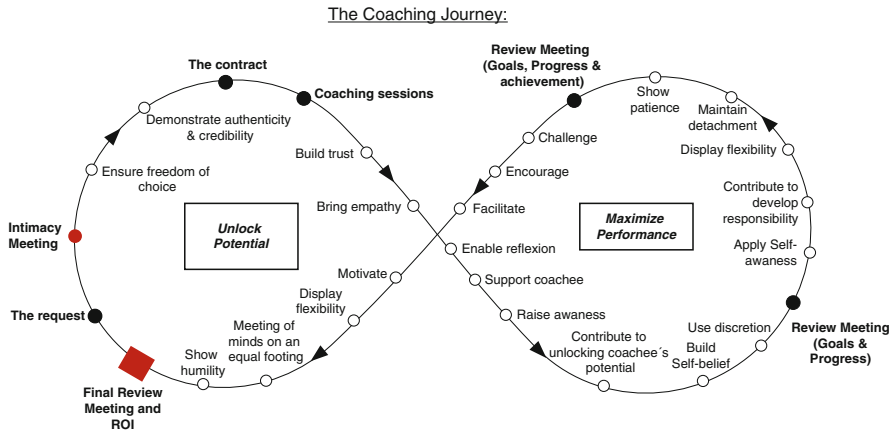 The Coaching Journey:
The contract
Coaching sessions
Demonstrate authenticity
& credibility
Ensure freedom of
choice
Intimacy
Meeting
The request
Final Review
Meeting and
ROI
Show
humility
Meeting of
minds on an
equal footing
Display
flexibility
Motivate
Unlock
Potential
Build trust
Bring empathy
Review Meeting
(Goals, Progress &
achievement)
Challenge
Encourage
Facilitate
Enable reflexion
Support coachee
Raise awaness
Contribute to
unlocking coachee´s
potential
Build
Self-belief
Use discretion
Review Meeting
(Goals &
Progress)
Apply Self-
awaness
Contribute to
develop
responsibility
Display flexibility
Maintain
detachment
Show
patience
Maximize
Performance